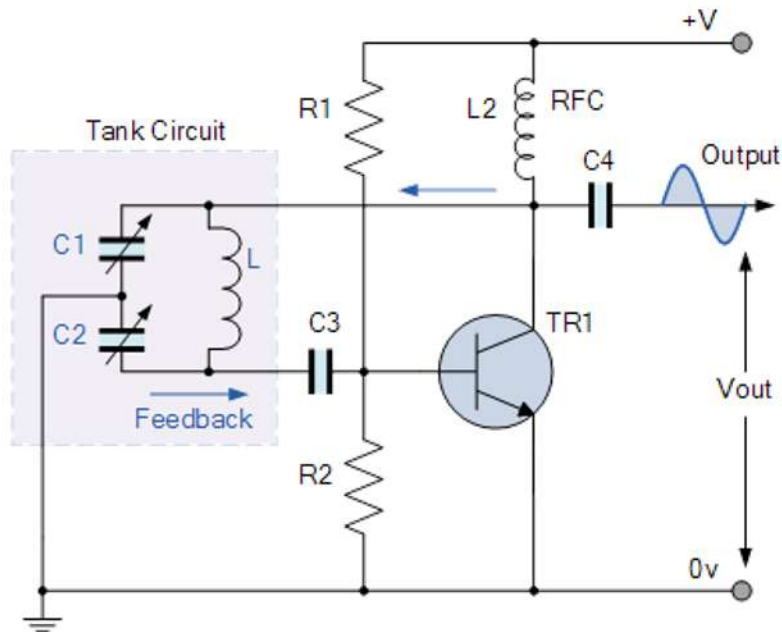 +V
R1
L2
RFC
Tank Circuit
C4
Output
C1
L
C2
C3
TR1
Feedback
Vout
R2
0v